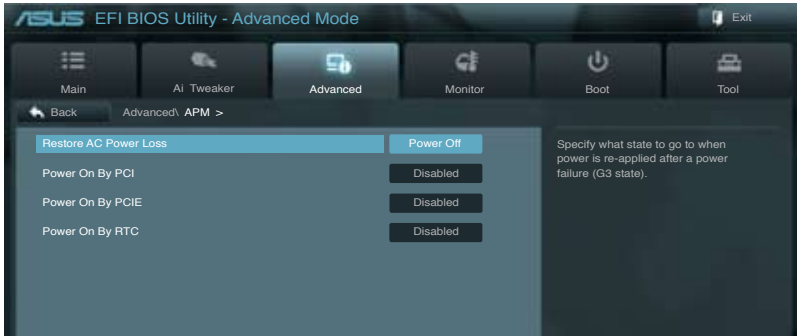 ASUS EFI BIOS Utility - Advanced Mode
Exit
Main
Ai Tweaker
Advanced
Monitor
Boot
Tool
Back
Advanced\ APM >
Restore AC Power Loss
Power Off
Power On By PCI
Disabled
Power On By PCIE
Disabled
Power On By RTC
Disabled
Specify what state to go to when
power is re-applied after a power
failure (G3 state).